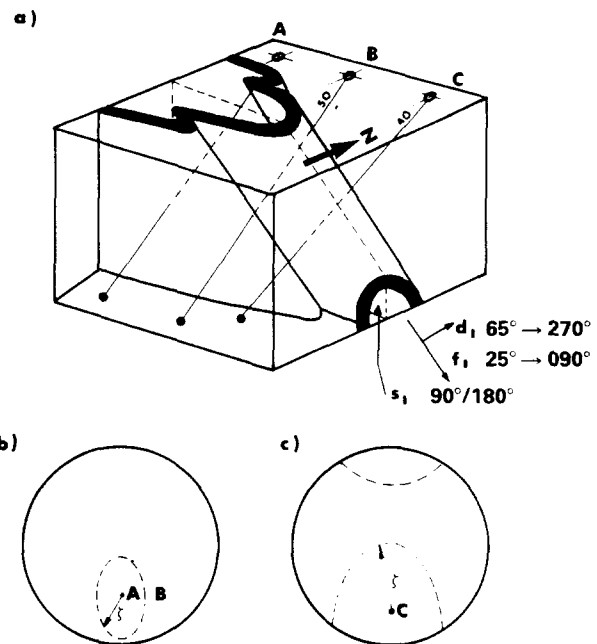 a)
A
B
C
50
40
Z
d₁ 65° → 270°
f₁ 25° → 090°
s₁ 90°/180°
b)
c)
A B
ζ
ζ
C